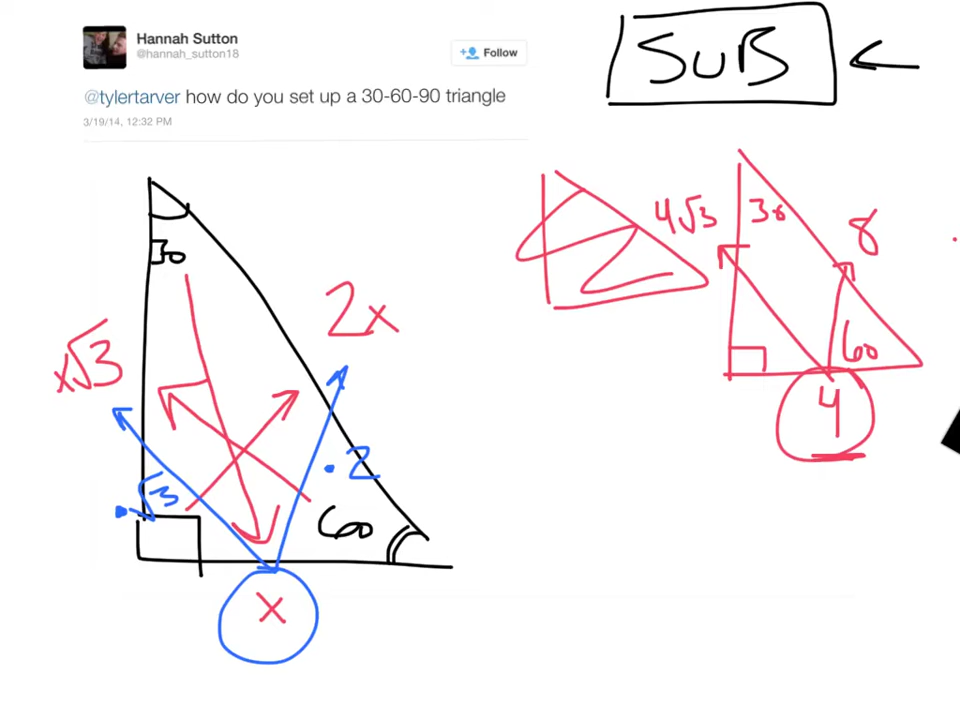 Hannah Sutton
@hannah_sutton18
Follow
@tylertarver how do you set up a 30-60-90 triangle
3/19/14, 12:32 PM
SUB
30
2x
x√3
√3
· 2
60
x
4√3
30
8
60
4